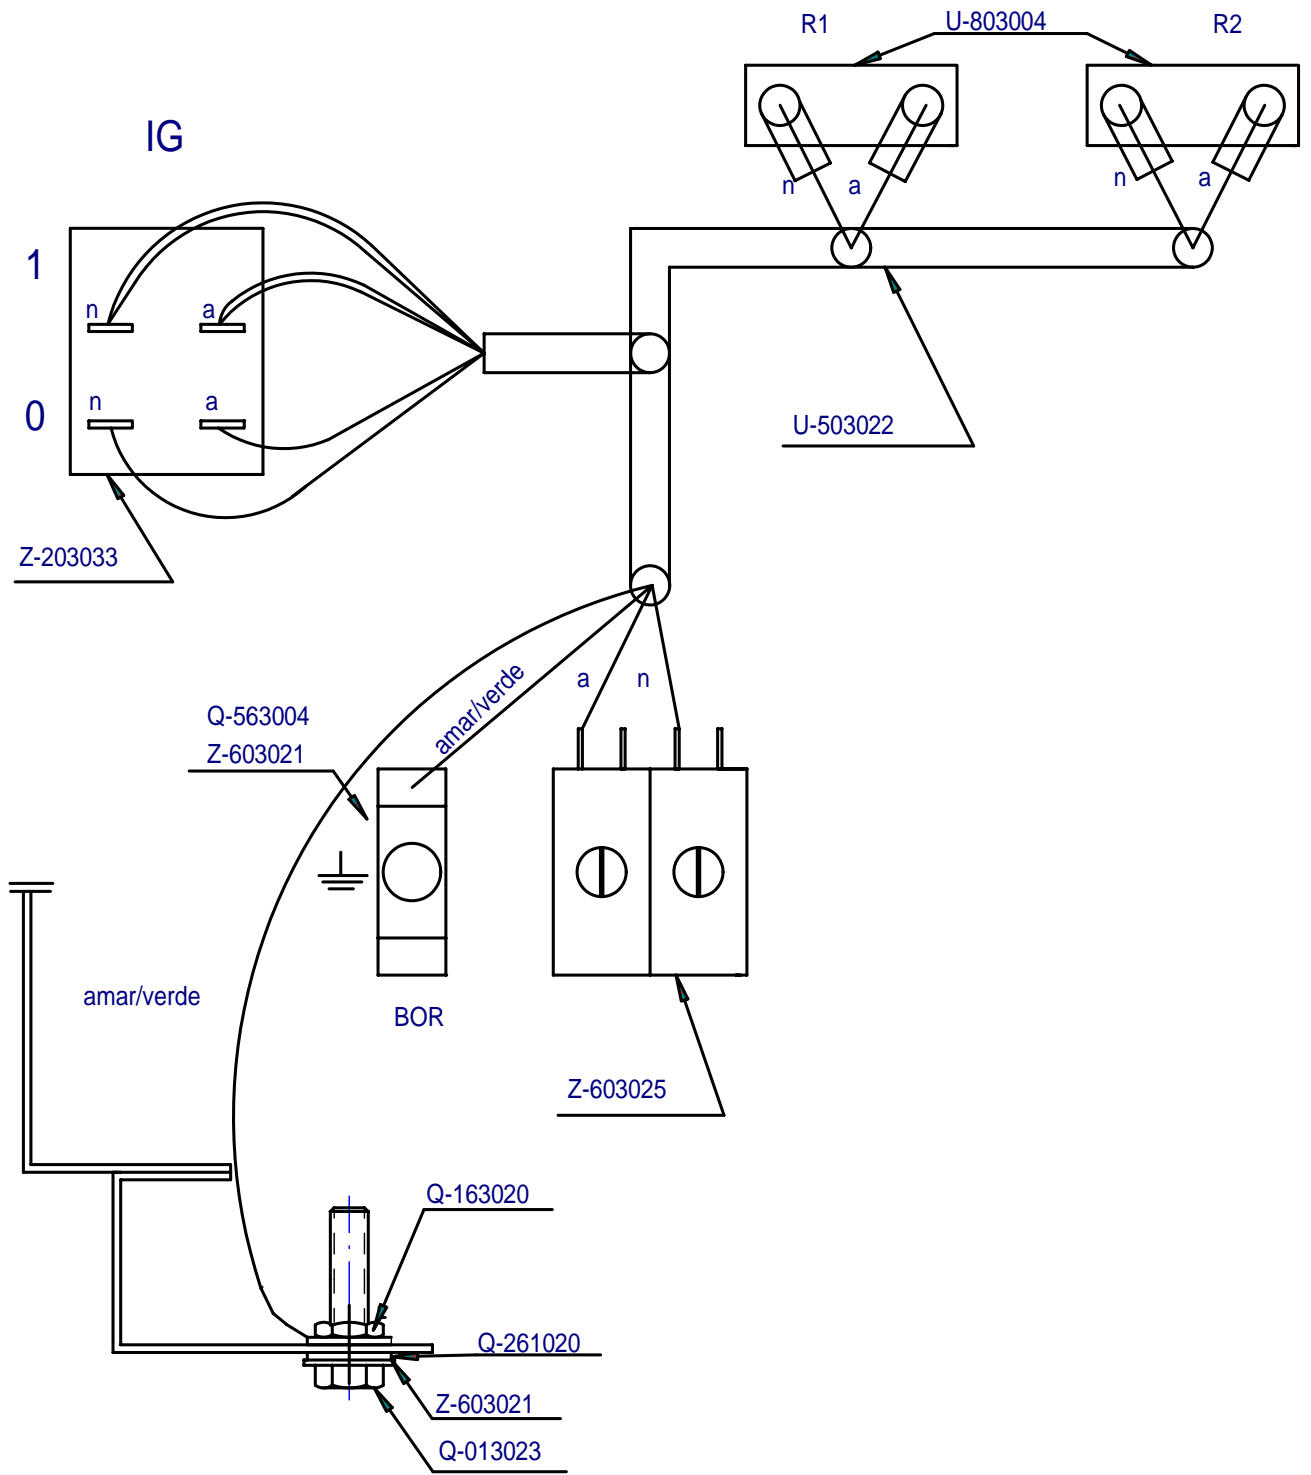 R1
U-803004
R2
IG
n
a
n
a
1
n
a
0
n
a
U-503022
Z-203033
amar/verde
a
n
Q-563004
Z-603021
amar/verde
BOR
Z-603025
Q-163020
Q-261020
Z-603021
Q-013023